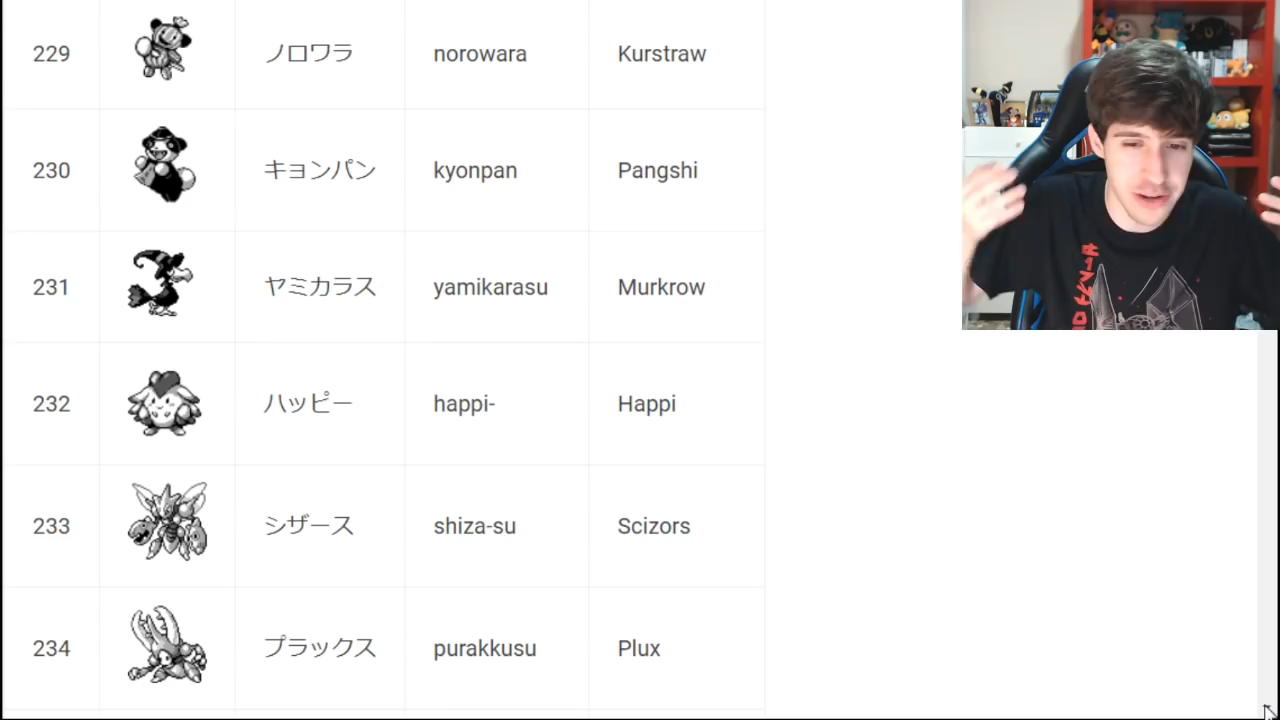 229 ノロワラ norowara Kurstraw
230 キョンパン kyonpan Pangshi
231 ヤミカラス yamikarasu Murkrow
232 ハッピー happi- Happi
233 シザース shiza-su Scizors
234 プラックス purakkusu Plux